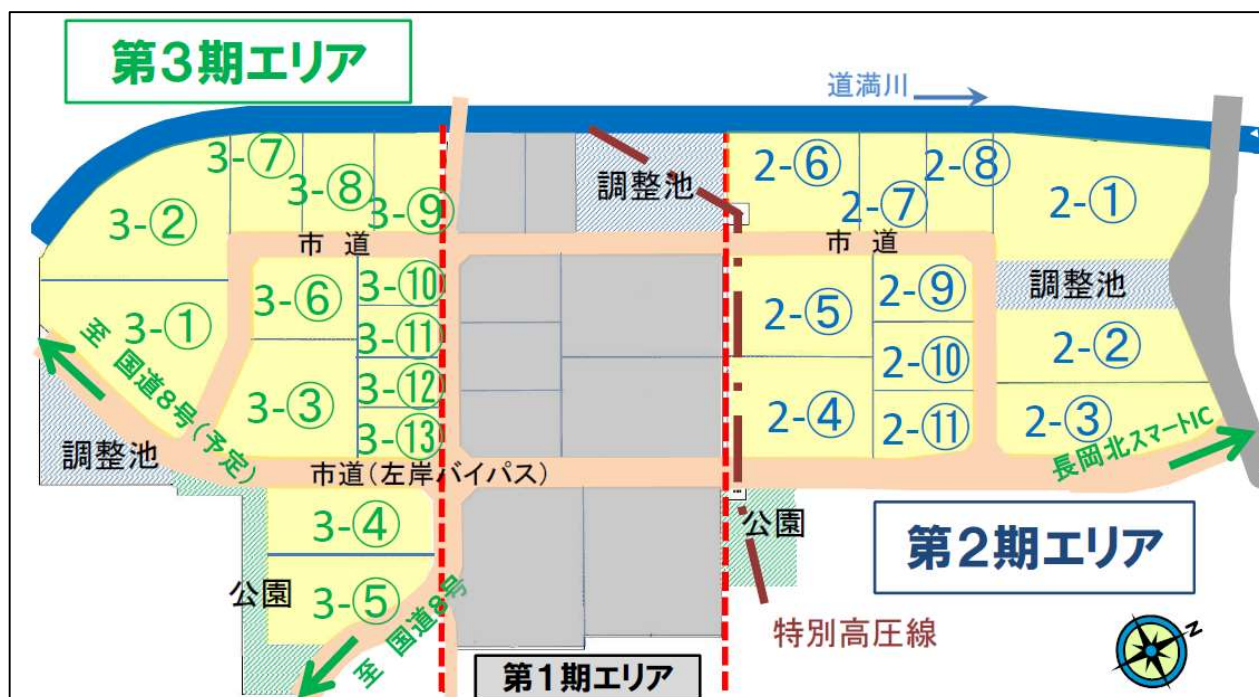 第3期エリア
道満川
3-⑦
3-⑧
3-⑨
3-②
調整池
2-⑥
2-⑦
2-⑧
2-①
市道
市道
3-⑥
3-⑩
3-⑪
3-①
3-⑫
3-③
3-⑬
2-⑤
2-⑨
調整池
2-⑩
2-②
2-④
2-⑪
2-③
至 国道8号(予定)
調整池
市道(左岸バイパス)
長岡北スマートIC
3-④
公園
3-⑤
至 国道8号
公園
第2期エリア
特別高圧線
第1期エリア
N